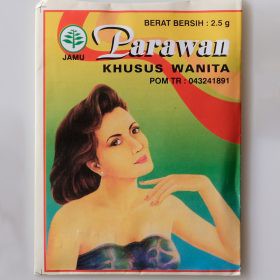 BERAT BERSIH : 2.5 g
JAMU
Parawan
KHUSUS WANITA
POM TR : 043241891